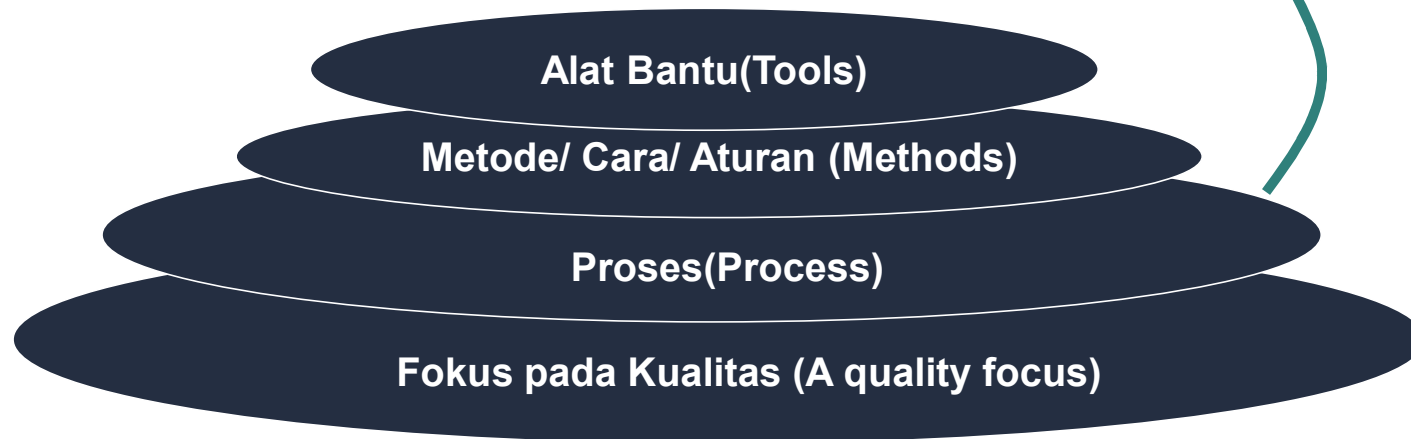 Alat Bantu(Tools)
Metode/ Cara/ Aturan (Methods)
Proses(Process)
Fokus pada Kualitas (A quality focus)